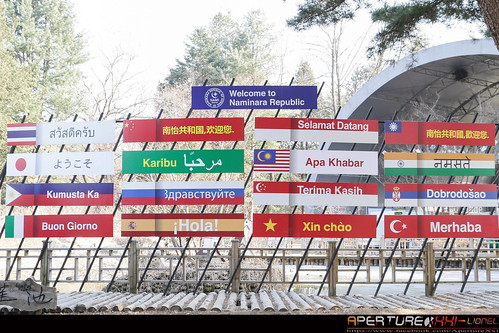 Welcome to
Naminara Republic
สวัสดีครับ
南怡共和国,欢迎您.
Selamat Datang
南怡共和國,歡迎您.
ようこそ
Karibu مرحبًا
Apa Khabar
नमस्ते
Kumusta Ka
Здравствуйте
Terima Kasih
Dobrodošao
Buon Giorno
¡Hola!
Xin chào
Merhaba
APERTURE XXI-LIONEL